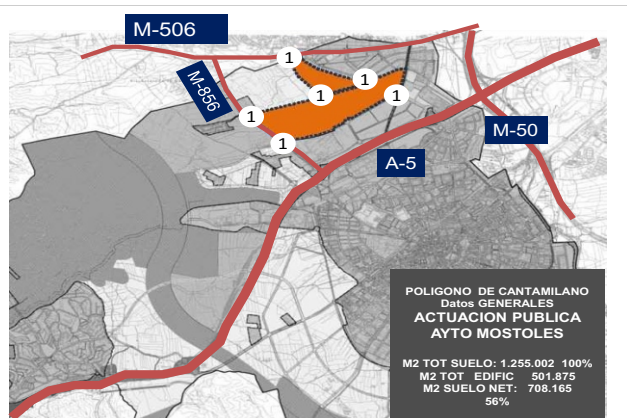 M-506
M-856
1
1
1
1
1
1
M-50
A-5
POLIGONO DE CANTAMILANO
Datos GENERALES
ACTUACION PUBLICA
AYTO MOSTOLES
M2 TOT SUELO: 1.255.002 100%
M2 TOT EDIFIC 501.875
M2 SUELO NET: 708.165
56%